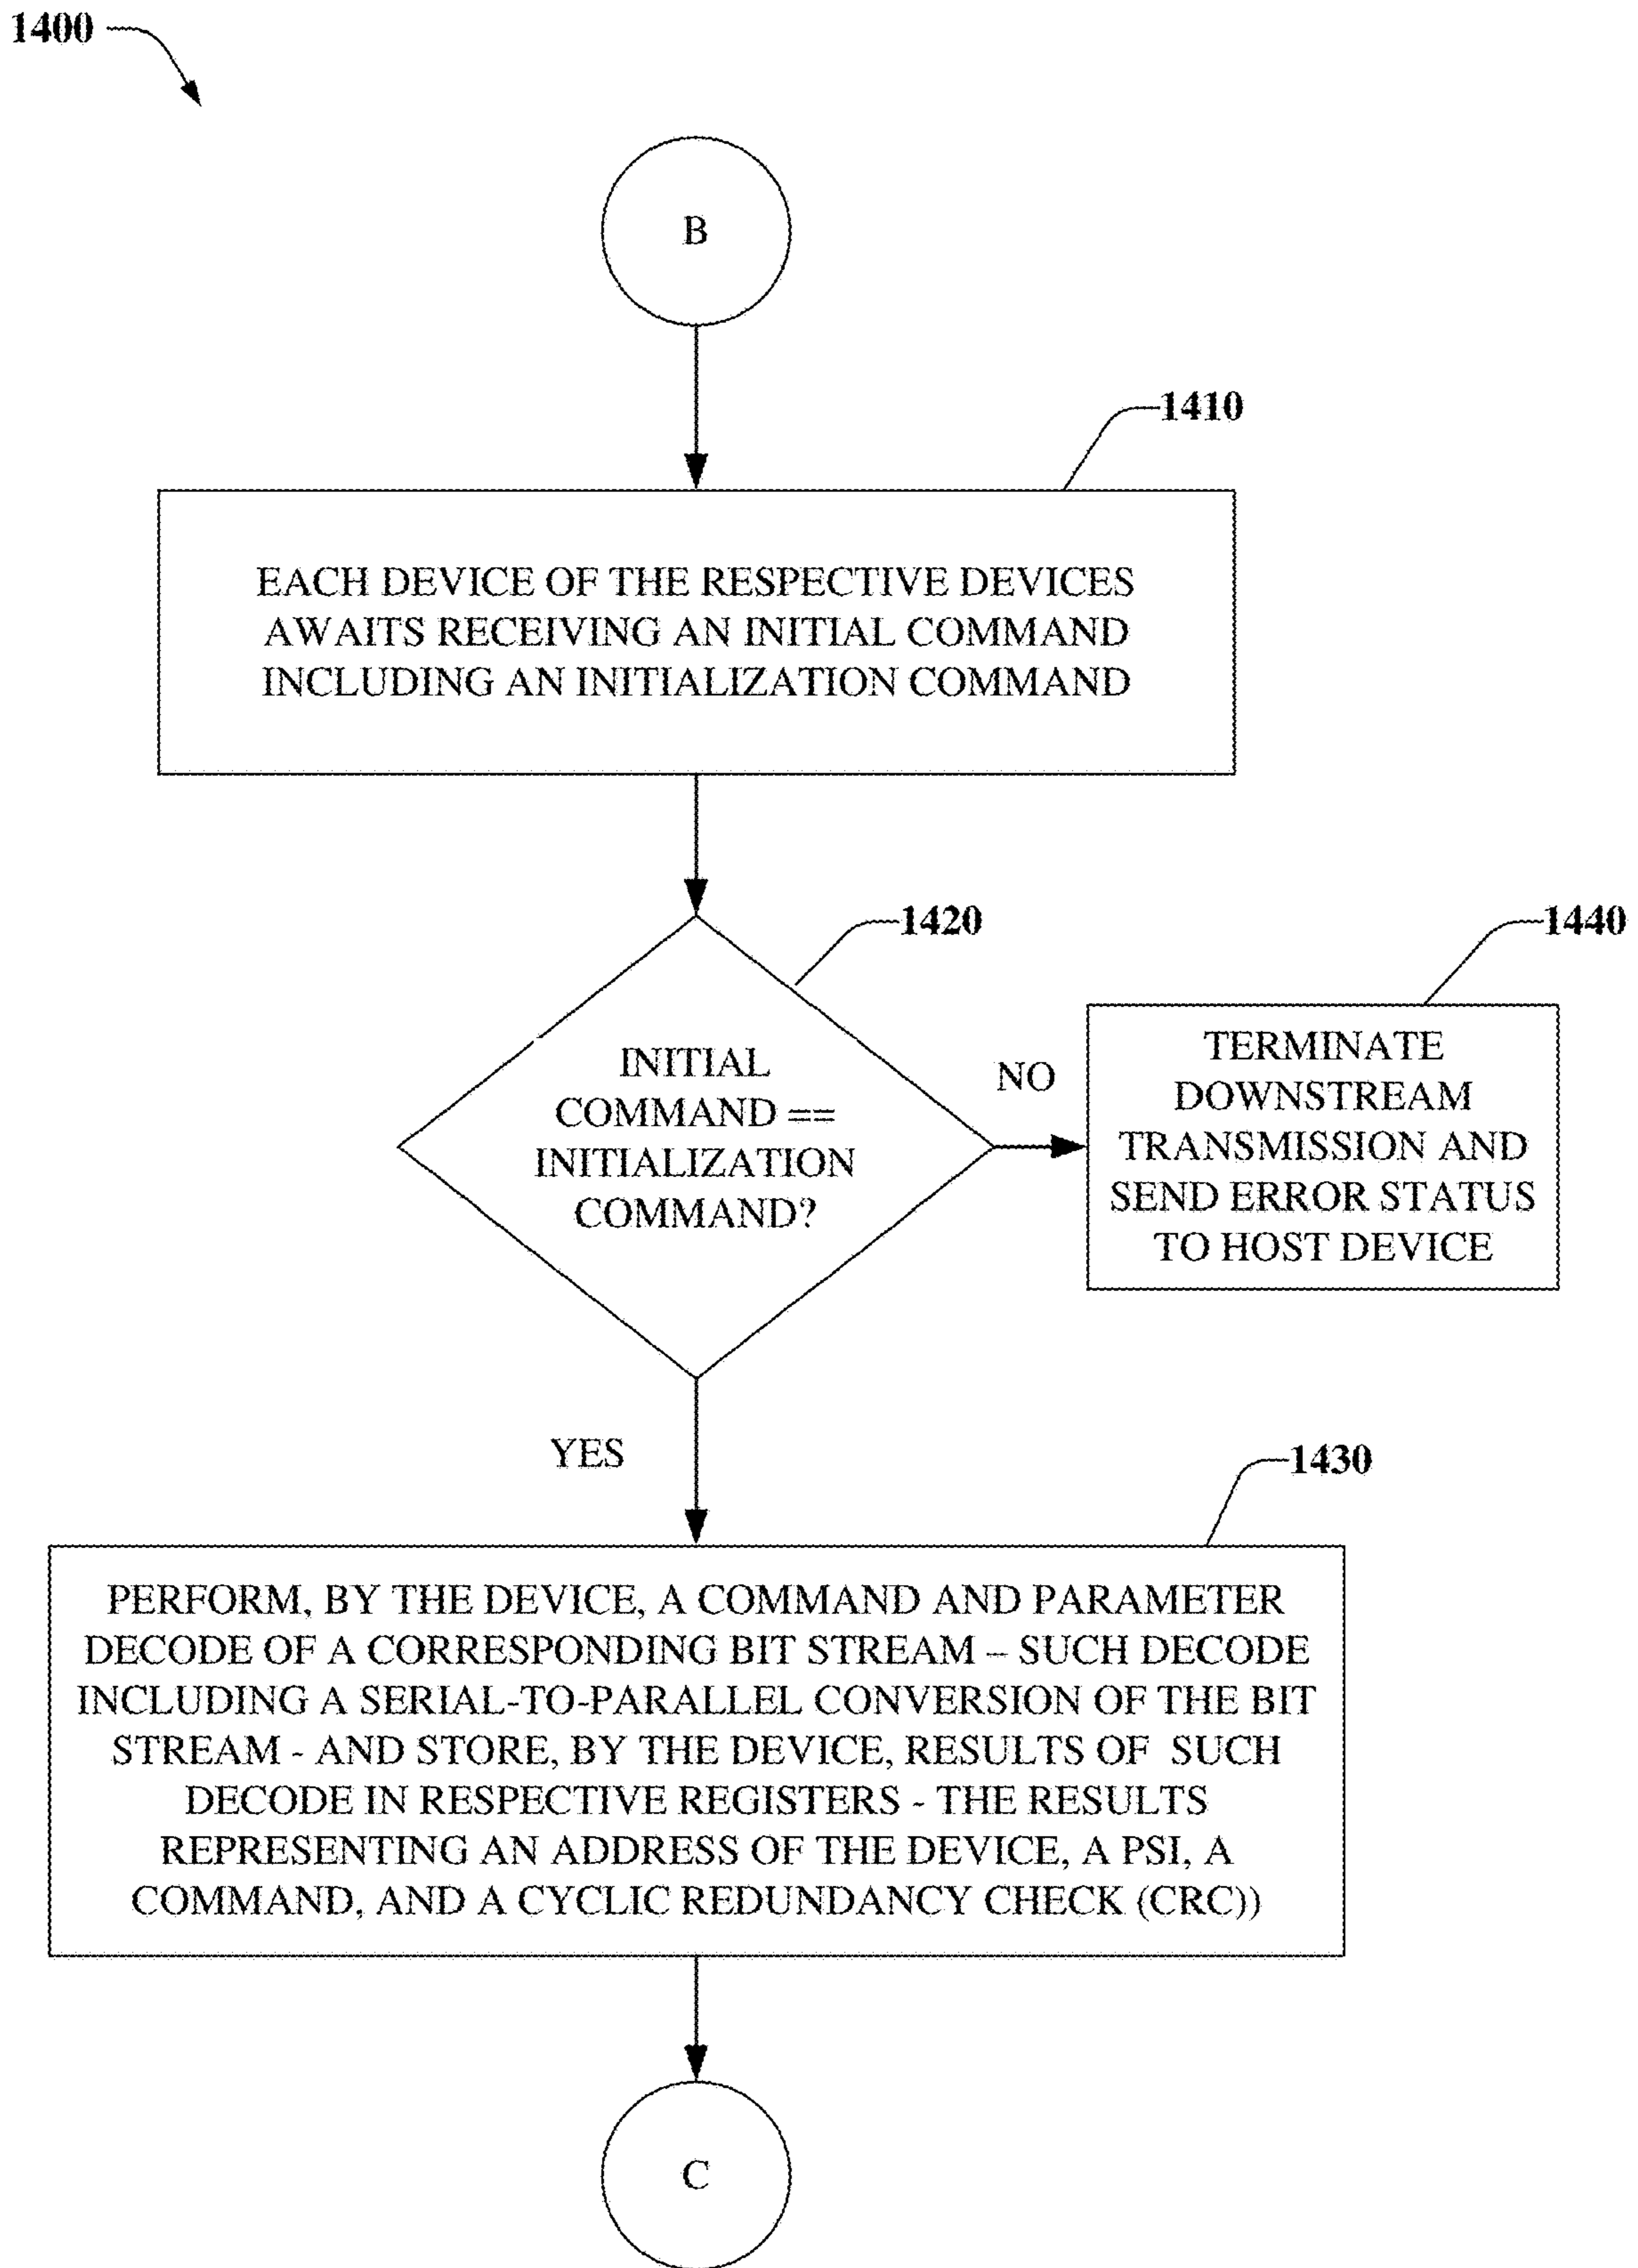 1400
B
1410
EACH DEVICE OF THE RESPECTIVE DEVICES
AWAITS RECEIVING AN INITIAL COMMAND
INCLUDING AN INITIALIZATION COMMAND
1420
1440
INITIAL
COMMAND ==
INITIALIZATION
COMMAND?
NO
TERMINATE
DOWNSTREAM
TRANSMISSION AND
SEND ERROR STATUS
TO HOST DEVICE
YES
1430
PERFORM, BY THE DEVICE, A COMMAND AND PARAMETER
DECODE OF A CORRESPONDING BIT STREAM – SUCH DECODE
INCLUDING A SERIAL-TO-PARALLEL CONVERSION OF THE BIT
STREAM - AND STORE, BY THE DEVICE, RESULTS OF SUCH
DECODE IN RESPECTIVE REGISTERS - THE RESULTS
REPRESENTING AN ADDRESS OF THE DEVICE, A PSI, A
COMMAND, AND A CYCLIC REDUNDANCY CHECK (CRC))
C